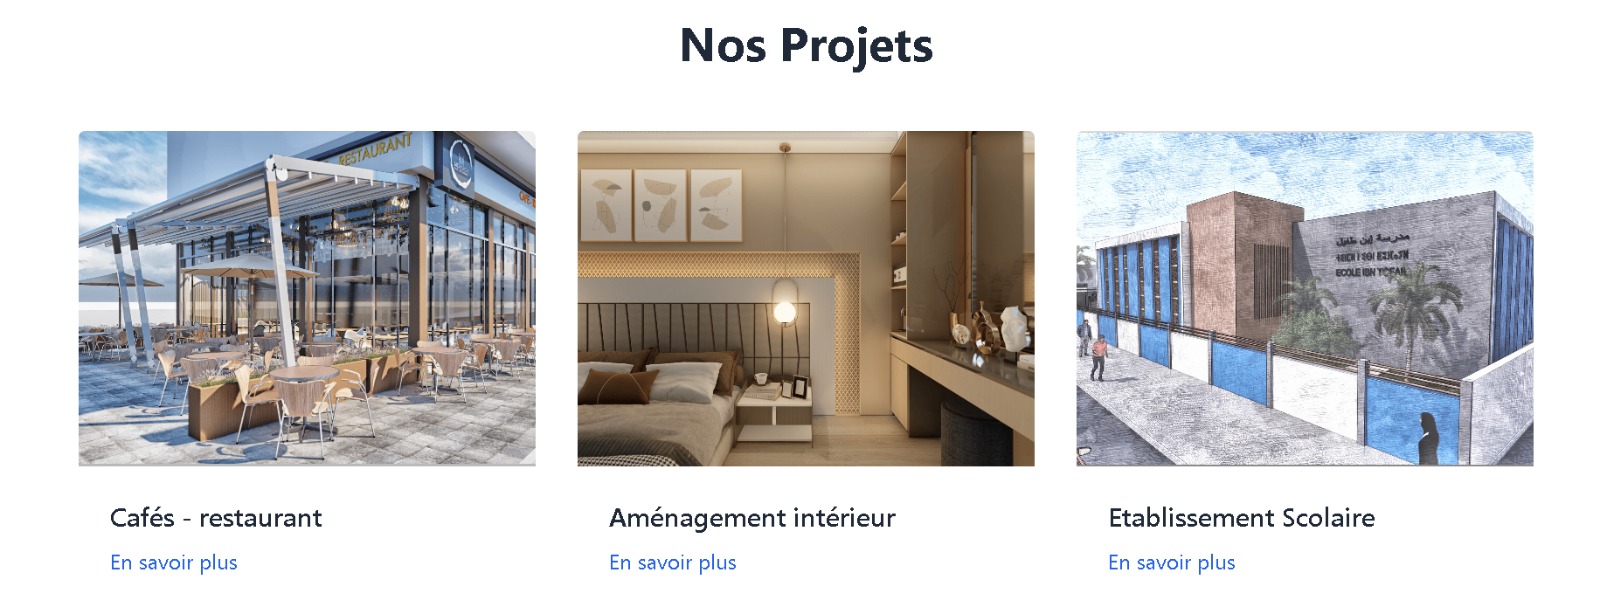 Nos Projets
RESTAURANT
مدرسة إبن طفيل
ECOLE IBN TOFAIL
Cafés - restaurant
Aménagement intérieur
Etablissement Scolaire
En savoir plus
En savoir plus
En savoir plus